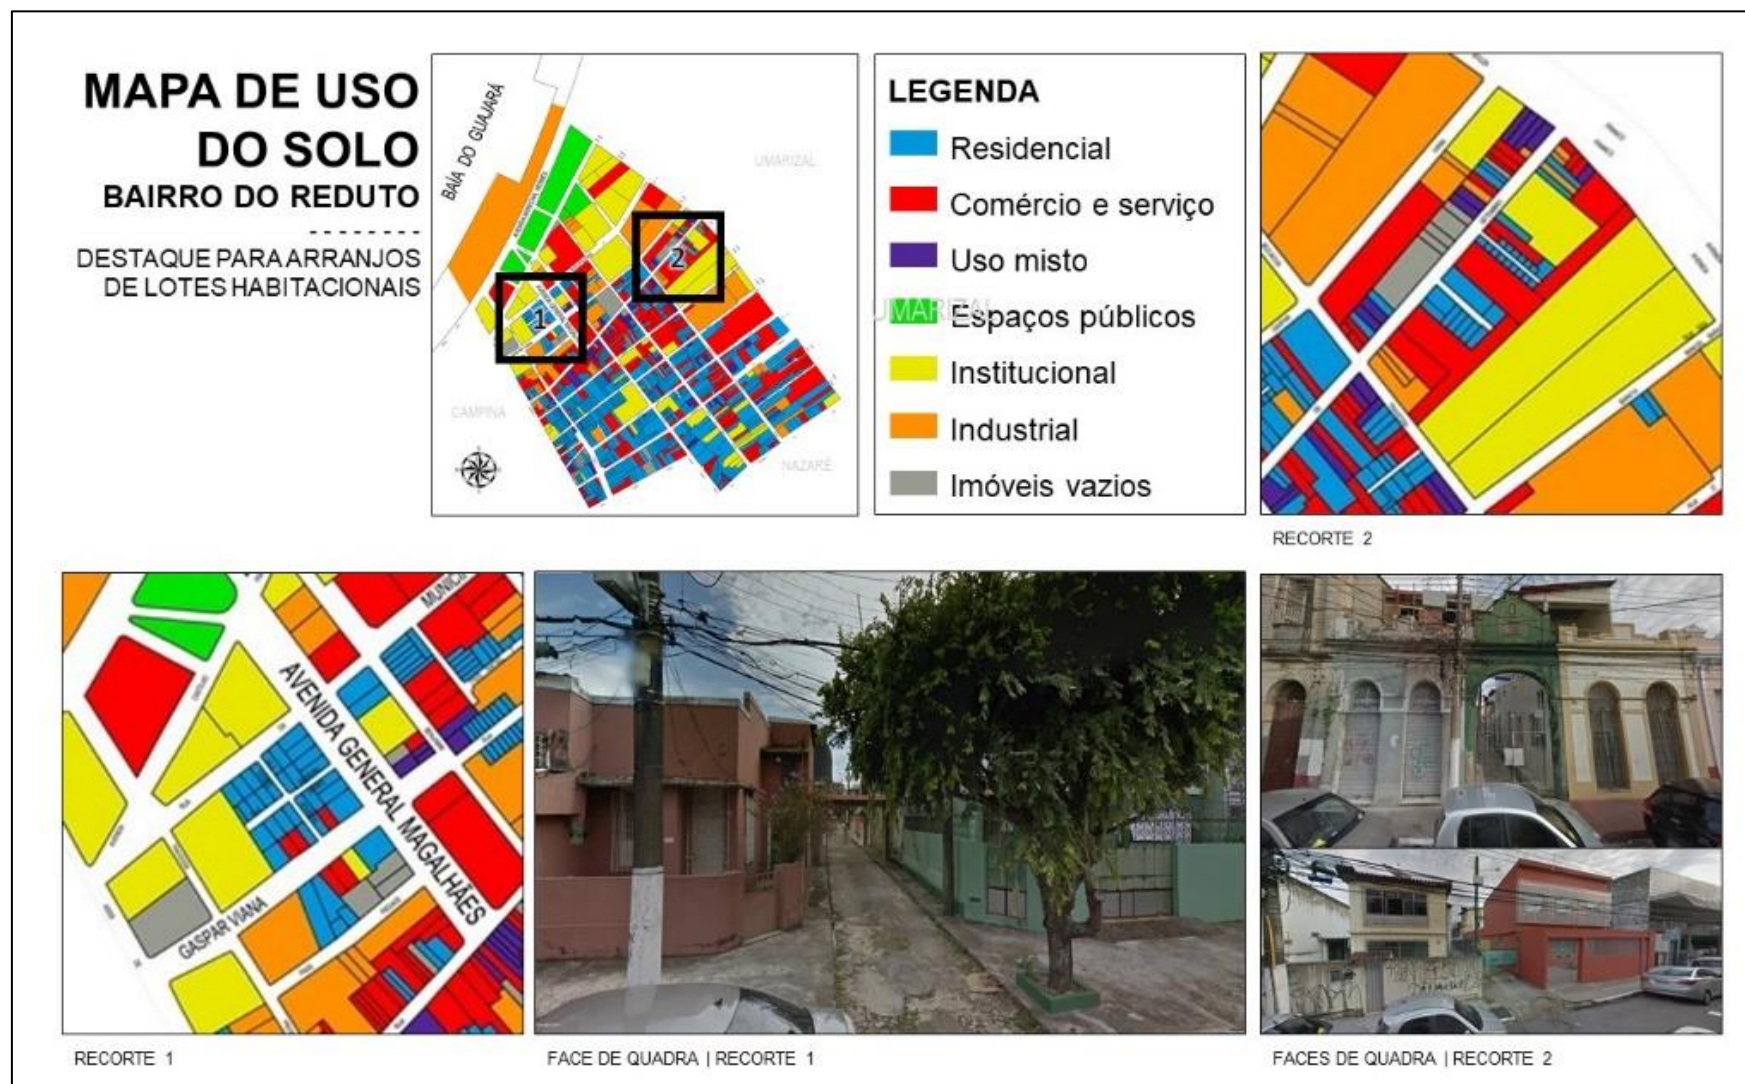 MAPA DE USO
DO SOLO
BAIRRO DO REDUTO
DESTAQUE PARA ARRANJOS
DE LOTES HABITACIONAIS
BAÍA DO GUAJARÁ
UMARIZAL
CAMPINA
NAZARÉ
1
2
LEGENDA
Residencial
Comércio e serviço
Uso misto
UMARIZAL
Espaços públicos
Institucional
Industrial
Imóveis vazios
RECORTE 2
AVENIDA GENERAL MAGALHÃES
GASPAR VIANA
RECORTE 1
FACE DE QUADRA | RECORTE 1
FACES DE QUADRA | RECORTE 2